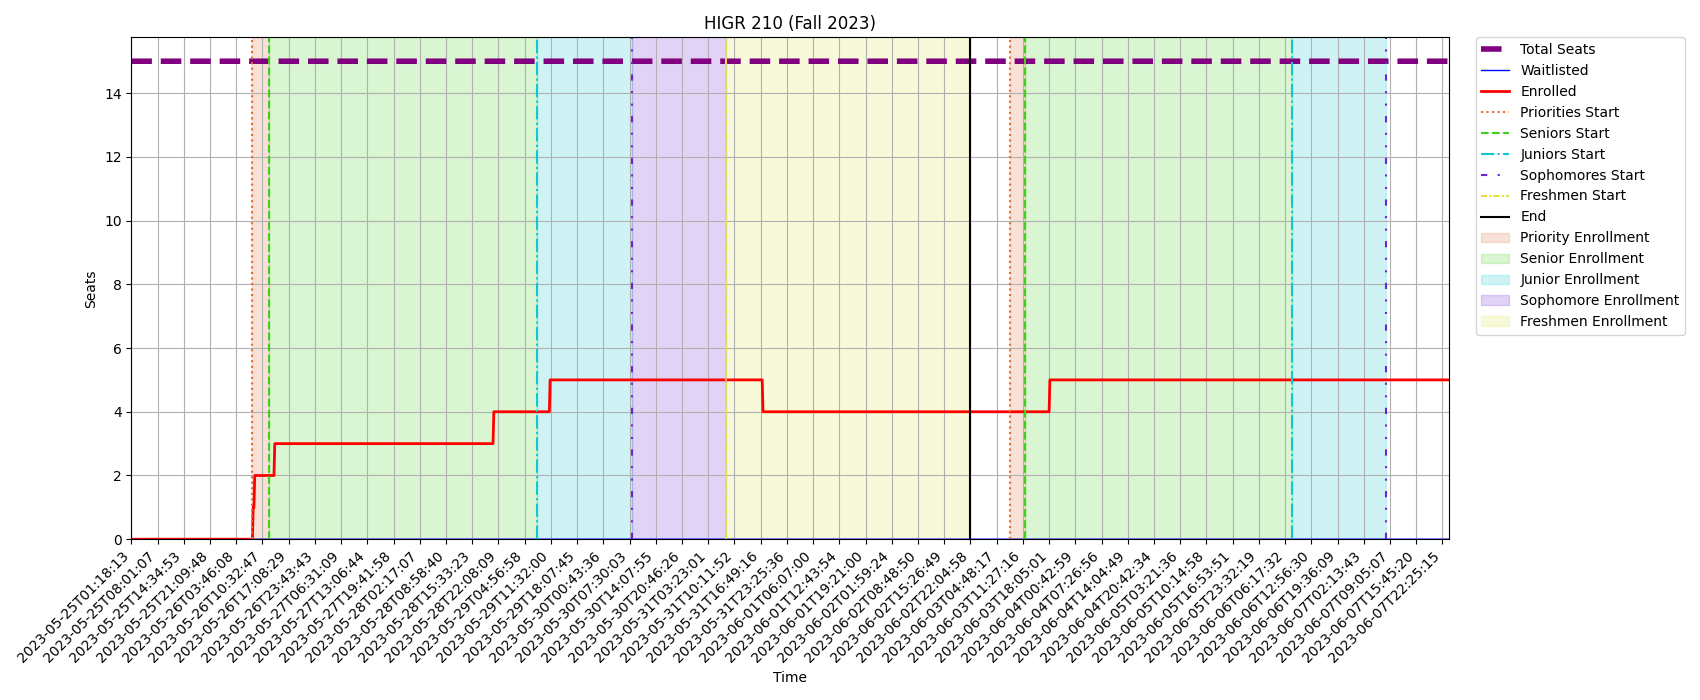 HIGR 210 (Fall 2023)
Seats
14
12
10
8
6
4
2
0
2023-05-25T01:18:13
2023-05-25T08:01:07
2023-05-25T14:34:53
2023-05-25T21:09:48
2023-05-26T03:46:08
2023-05-26T10:32:47
2023-05-26T17:08:29
2023-05-26T23:43:43
2023-05-27T06:31:09
2023-05-27T13:06:44
2023-05-27T19:41:58
2023-05-28T02:17:07
2023-05-28T08:58:40
2023-05-28T15:33:23
2023-05-28T22:08:09
2023-05-29T04:56:58
2023-05-29T11:32:00
2023-05-29T18:07:45
2023-05-30T00:43:36
2023-05-30T07:30:03
2023-05-30T14:07:55
2023-05-30T20:46:26
2023-05-31T03:23:01
2023-05-31T10:11:52
2023-05-31T16:49:16
2023-05-31T23:25:36
2023-06-01T06:07:00
2023-06-01T12:43:54
2023-06-01T19:21:00
2023-06-02T01:59:24
2023-06-02T08:48:50
2023-06-02T15:26:49
2023-06-02T22:04:58
2023-06-03T04:48:17
2023-06-03T11:27:16
2023-06-03T18:05:01
2023-06-04T00:42:59
2023-06-04T07:26:56
2023-06-04T14:04:49
2023-06-04T20:42:34
2023-06-05T03:21:36
2023-06-05T10:14:58
2023-06-05T16:53:51
2023-06-05T23:32:19
2023-06-06T06:17:32
2023-06-06T12:56:30
2023-06-06T19:36:09
2023-06-07T02:13:43
2023-06-07T09:05:07
2023-06-07T15:45:20
2023-06-07T22:25:15
Time
Total Seats
Waitlisted
Enrolled
Priorities Start
Seniors Start
Juniors Start
Sophomores Start
Freshmen Start
End
Priority Enrollment
Senior Enrollment
Junior Enrollment
Sophomore Enrollment
Freshmen Enrollment